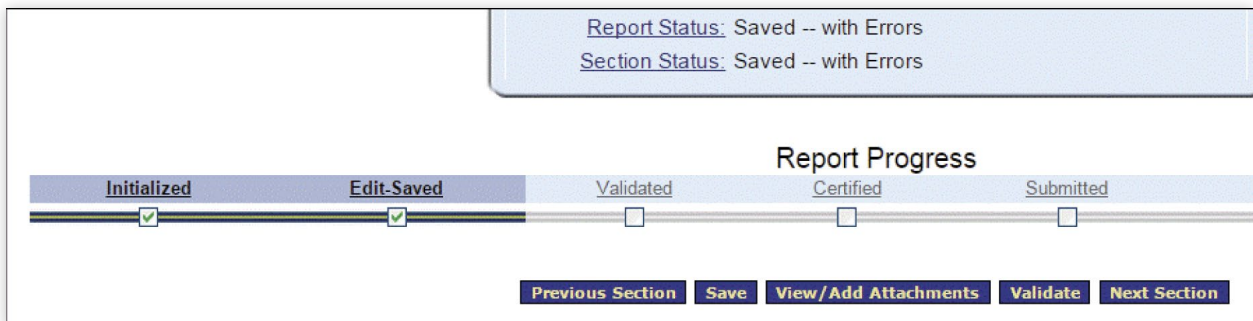 Report Status: Saved -- with Errors
Section Status: Saved -- with Errors
Report Progress
Initialized Edit-Saved Validated Certified Submitted
Previous Section Save View/Add Attachments Validate Next Section